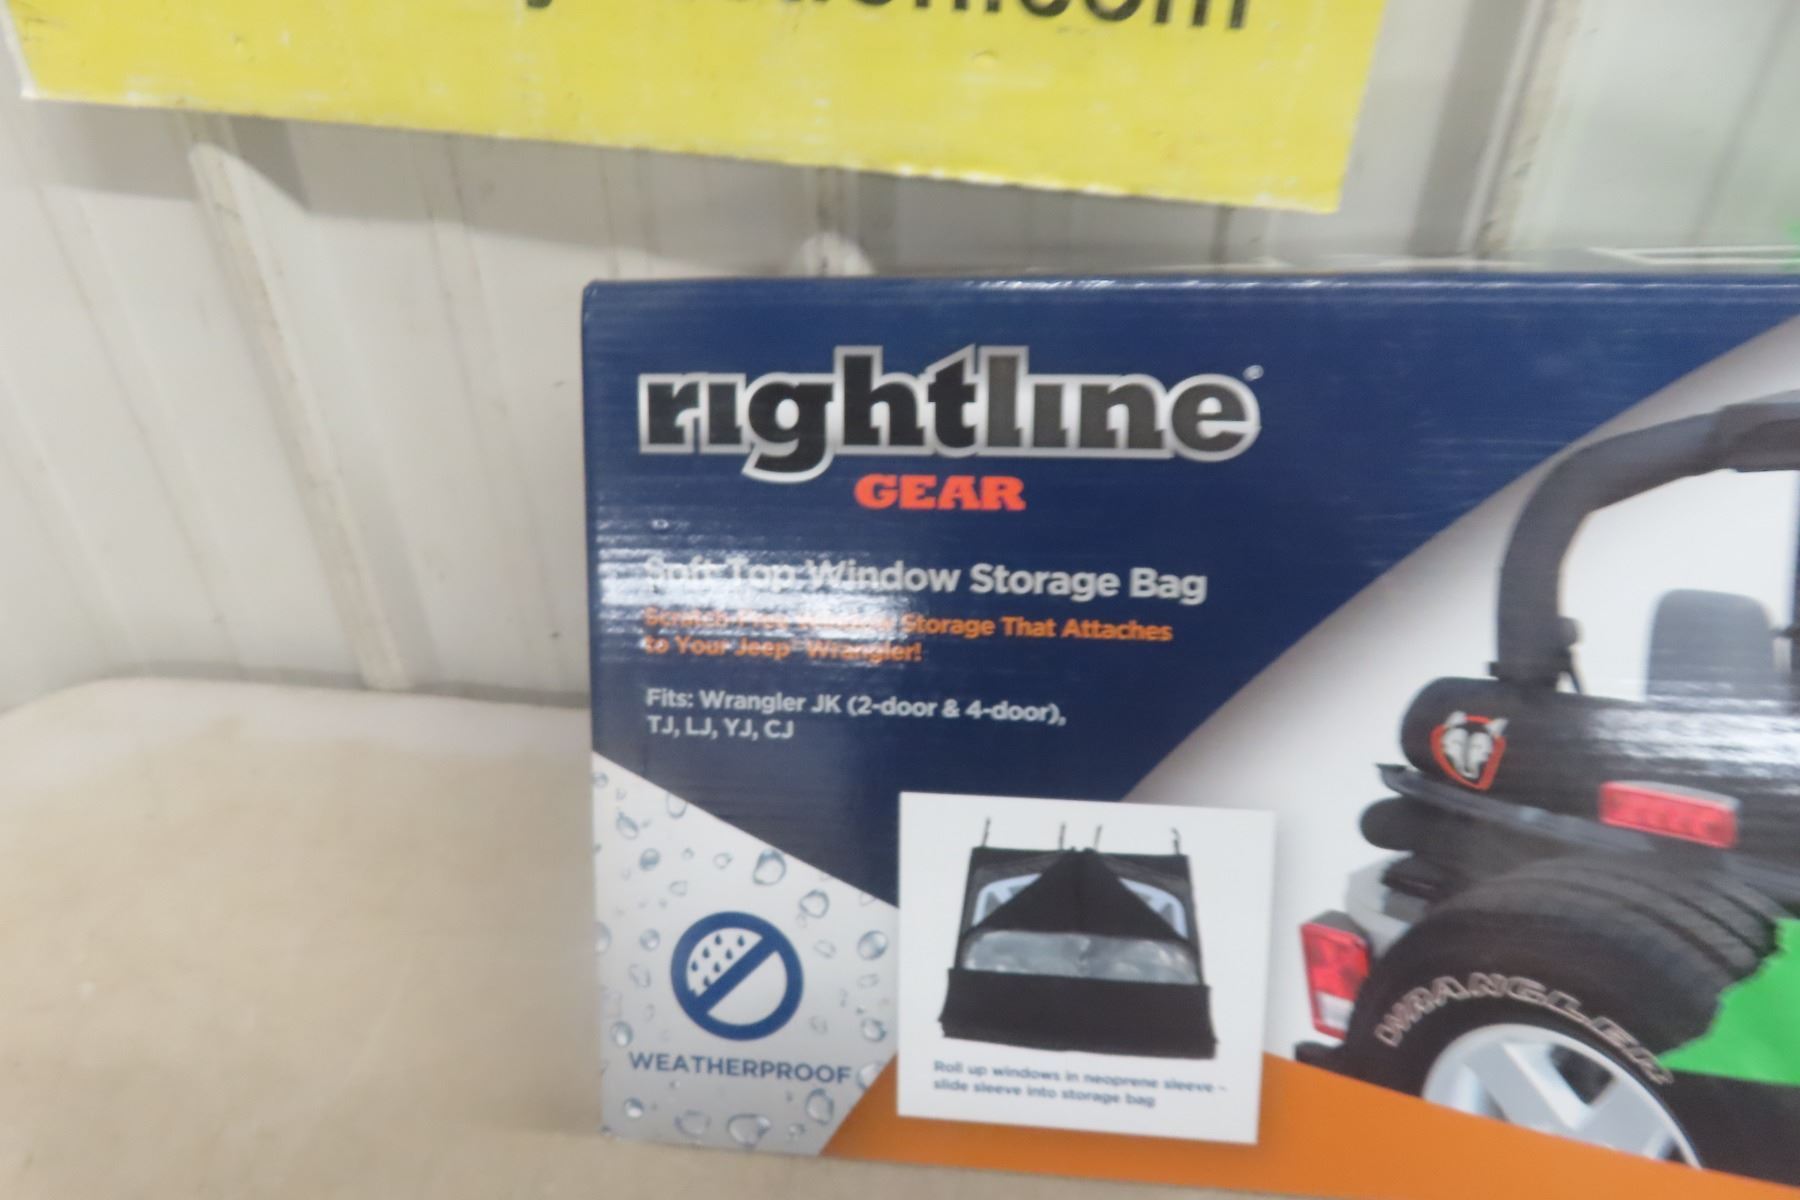 rightline
GEAR
Soft Top Window Storage Bag
Scratch-Free Window Storage That Attaches
to Your Jeep® Wrangler!
Fits: Wrangler JK (2-door & 4-door),
TJ, LJ, YJ, CJ
WEATHERPROOF
Roll up windows in neoprene sleeve -
slide sleeve into storage bag
WRANGLER